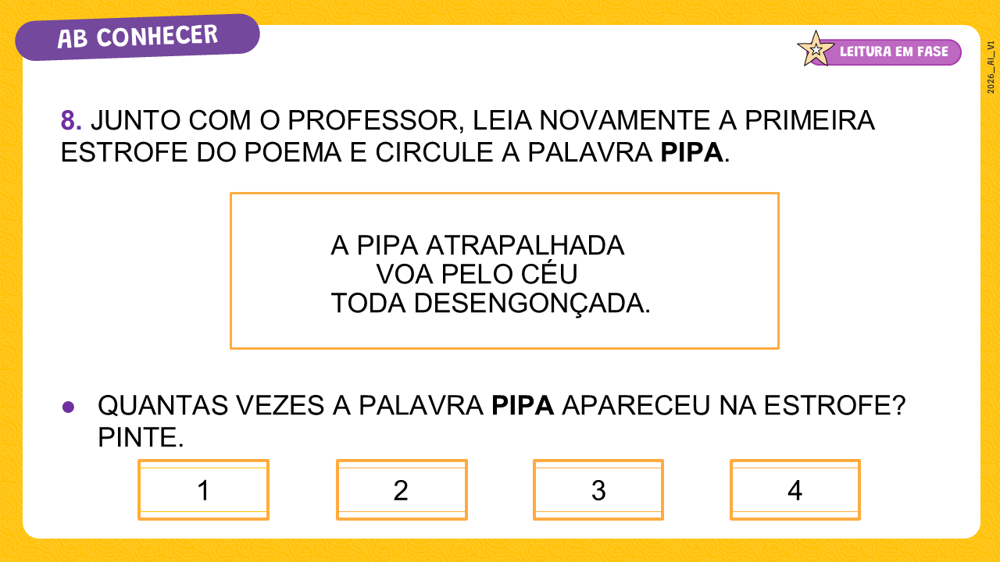 AB CONHECER
LEITURA EM FASE
2026_AI_V1
8. JUNTO COM O PROFESSOR, LEIA NOVAMENTE A PRIMEIRA
ESTROFE DO POEMA E CIRCULE A PALAVRA PIPA.
A PIPA ATRAPALHADA
VOA PELO CÉU
TODA DESENGONÇADA.
● QUANTAS VEZES A PALAVRA PIPA APARECEU NA ESTROFE?
PINTE.
1 2 3 4